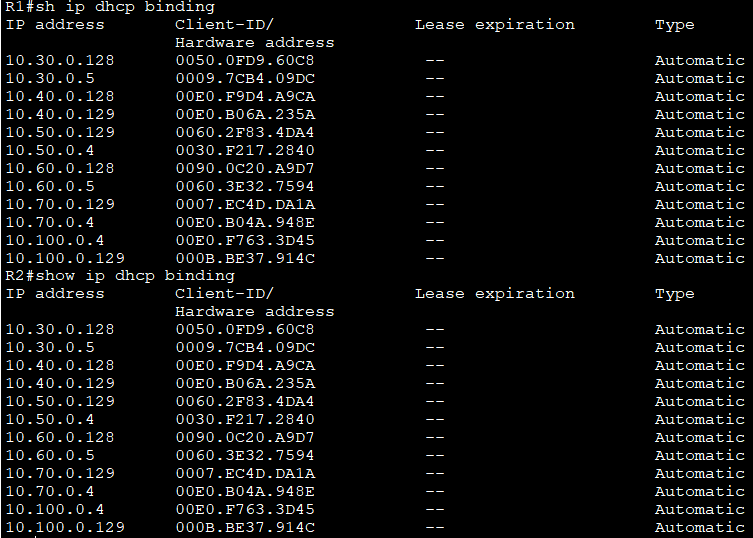 R1#sh ip dhcp binding
IP address       Client-ID/              Lease expiration        Type
                 Hardware address
10.30.0.128      0050.0FD9.60C8           --                     Automatic
10.30.0.5        0009.7CB4.09DC           --                     Automatic
10.40.0.128      00E0.F9D4.A9CA           --                     Automatic
10.40.0.129      00E0.B06A.235A           --                     Automatic
10.50.0.129      0060.2F83.4DA4           --                     Automatic
10.50.0.4        0030.F217.2840           --                     Automatic
10.60.0.128      0090.0C20.A9D7           --                     Automatic
10.60.0.5        0060.3E32.7594           --                     Automatic
10.70.0.129      0007.EC4D.DA1A           --                     Automatic
10.70.0.4        00E0.B04A.948E           --                     Automatic
10.100.0.4       00E0.F763.3D45           --                     Automatic
10.100.0.129     000B.BE37.914C           --                     Automatic
R2#show ip dhcp binding
IP address       Client-ID/              Lease expiration        Type
                 Hardware address
10.30.0.128      0050.0FD9.60C8           --                     Automatic
10.30.0.5        0009.7CB4.09DC           --                     Automatic
10.40.0.128      00E0.F9D4.A9CA           --                     Automatic
10.40.0.129      00E0.B06A.235A           --                     Automatic
10.50.0.129      0060.2F83.4DA4           --                     Automatic
10.50.0.4        0030.F217.2840           --                     Automatic
10.60.0.128      0090.0C20.A9D7           --                     Automatic
10.60.0.5        0060.3E32.7594           --                     Automatic
10.70.0.129      0007.EC4D.DA1A           --                     Automatic
10.70.0.4        00E0.B04A.948E           --                     Automatic
10.100.0.4       00E0.F763.3D45           --                     Automatic
10.100.0.129     000B.BE37.914C           --                     Automatic